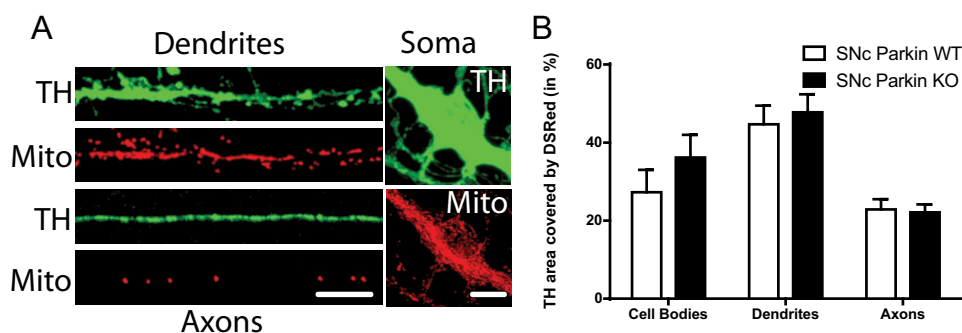 A
Dendrites
Soma
TH
TH
Mito
TH
Mito
Mito
Axons
B
SNc Parkin WT
SNc Parkin KO
TH area covered by DSRed (in %)
60
40
20
0
Cell Bodies
Dendrites
Axons